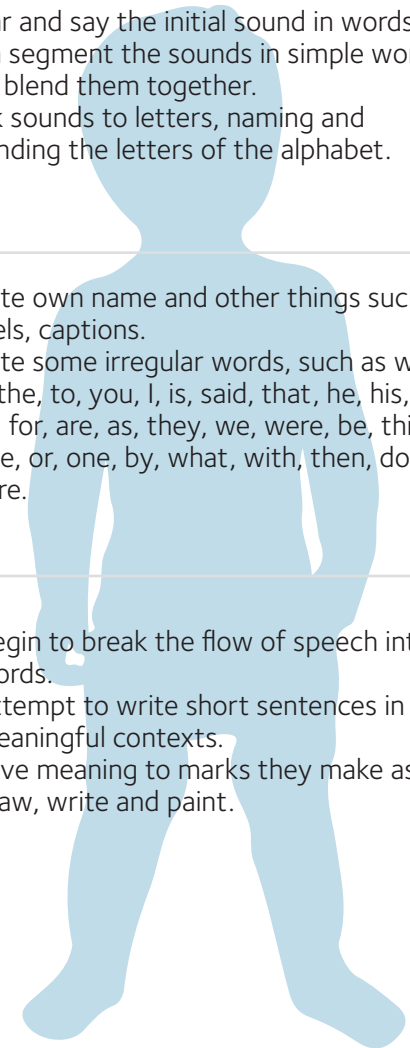 ar and say the initial sound in words
segment the sounds in simple wor
blend them together.
sounds to letters, naming and
nding the letters of the alphabet.
te own name and other things suc
els, captions.
te some irregular words, such as w
the, to, you, I, is, said, that, he, his,
for, are, as, they, we, were, be, thi
e, or, one, by, what, with, then, do
re.
egin to break the flow of speech int
ords.
ttempt to write short sentences in
eaningful contexts.
ve meaning to marks they make as
raw, write and paint.